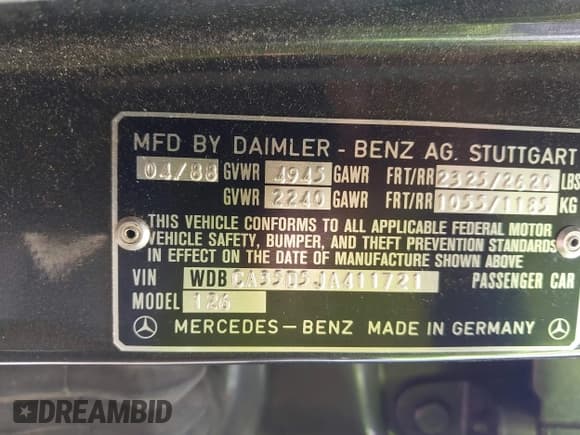 MFD BY DAIMLER - BENZ AG. STUTTGART
04/88 GVWR 4945 GAWR FRT/RR 2325/2620 LBS
GVWR 2240 GAWR FRT/RR 1055/1185 KG
THIS VEHICLE CONFORMS TO ALL APPLICABLE FEDERAL MOTOR
VEHICLE SAFETY, BUMPER, AND THEFT PREVENTION STANDARDS
IN EFFECT ON THE DATE OF MANUFACTURE SHOWN ABOVE
VIN WDB CA35D5JA411721 PASSENGER CAR
MODEL 126
MERCEDES-BENZ MADE IN GERMANY
DREAMBID